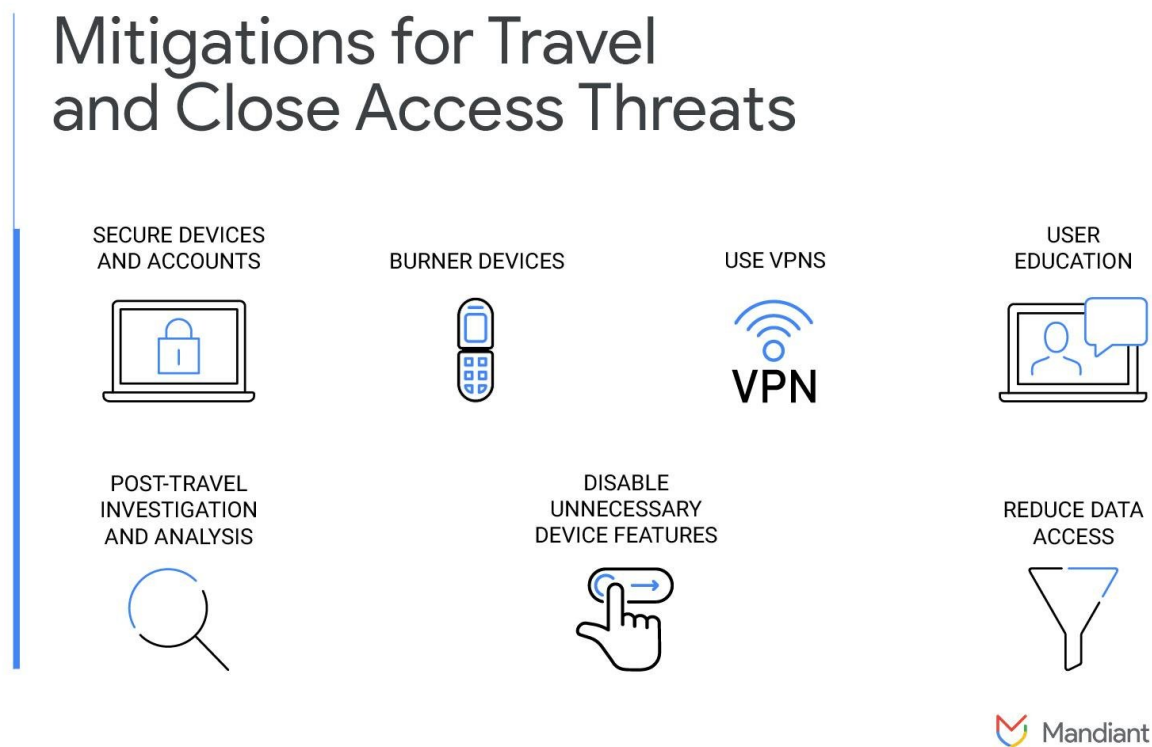 Mitigations for Travel
and Close Access Threats
SECURE DEVICES
AND ACCOUNTS
BURNER DEVICES
USE VPNS
VPN
USER
EDUCATION
POST-TRAVEL
INVESTIGATION
AND ANALYSIS
DISABLE
UNNECESSARY
DEVICE FEATURES
REDUCE DATA
ACCESS
Mandiant